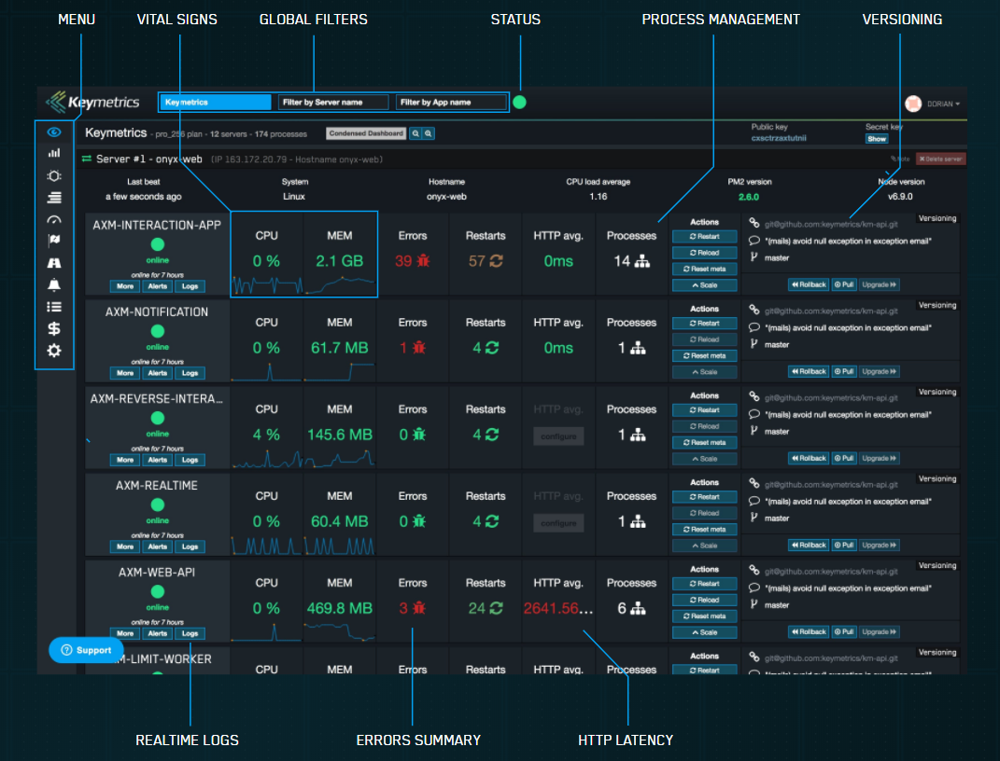 MENU VITAL SIGNS GLOBAL FILTERS STATUS PROCESS MANAGEMENT VERSIONING
Keymetrics Keymetrics Filter by Server name Filter by App name DORIAN
Keymetrics - pro_256 plan - 12 servers - 174 processes Condensed Dashboard Public key Secret key
cxsctrzaxtutnii Show
Server #1 - onyx-web (IP 163.172.20.79 - Hostname onyx-web) Mute Delete server
Last beat System Hostname CPU load average PM2 version Node version
a few seconds ago Linux onyx-web 1.16 2.6.0 v6.9.0
AXM-INTERACTION-APP CPU MEM Errors Restarts HTTP avg. Processes Actions git@github.com:keymetrics/km-api.git Versioning
online 0 % 2.1 GB 39 57 0ms 14 Restart "(mails) avoid null exception in exception email"
online for 7 hours Reload master
More Alerts Logs Reset meta
Scale Rollback Pull Upgrade
AXM-NOTIFICATION CPU MEM Errors Restarts HTTP avg. Processes Actions git@github.com:keymetrics/km-api.git Versioning
online 0 % 61.7 MB 1 4 0ms 1 Restart "(mails) avoid null exception in exception email"
online for 7 hours Reload master
More Alerts Logs Reset meta
Scale Rollback Pull Upgrade
AXM-REVERSE-INTERA... CPU MEM Errors Restarts HTTP avg. Processes Actions git@github.com:keymetrics/km-api.git Versioning
online 4 % 145.6 MB 0 4 configure 1 Restart "(mails) avoid null exception in exception email"
online for 7 hours Reload master
More Alerts Logs Reset meta
Scale Rollback Pull Upgrade
AXM-REALTIME CPU MEM Errors Restarts HTTP avg. Processes Actions git@github.com:keymetrics/km-api.git Versioning
online 0 % 60.4 MB 0 4 configure 1 Restart "(mails) avoid null exception in exception email"
online for 7 hours Reload master
More Alerts Logs Reset meta
Scale Rollback Pull Upgrade
AXM-WEB-API CPU MEM Errors Restarts HTTP avg. Processes Actions git@github.com:keymetrics/km-api.git Versioning
online 0 % 469.8 MB 3 24 2641.56... 6 Restart "(mails) avoid null exception in exception email"
online for 7 hours Reload master
More Alerts Logs Reset meta
Scale Rollback Pull Upgrade
Support
M-LIMIT-WORKER CPU MEM Errors Restarts HTTP avg. Processes Actions git@github.com:keymetrics/km-api.git Versioning
Restart "(mails) avoid null exception in exception email"
REALTIME LOGS ERRORS SUMMARY HTTP LATENCY